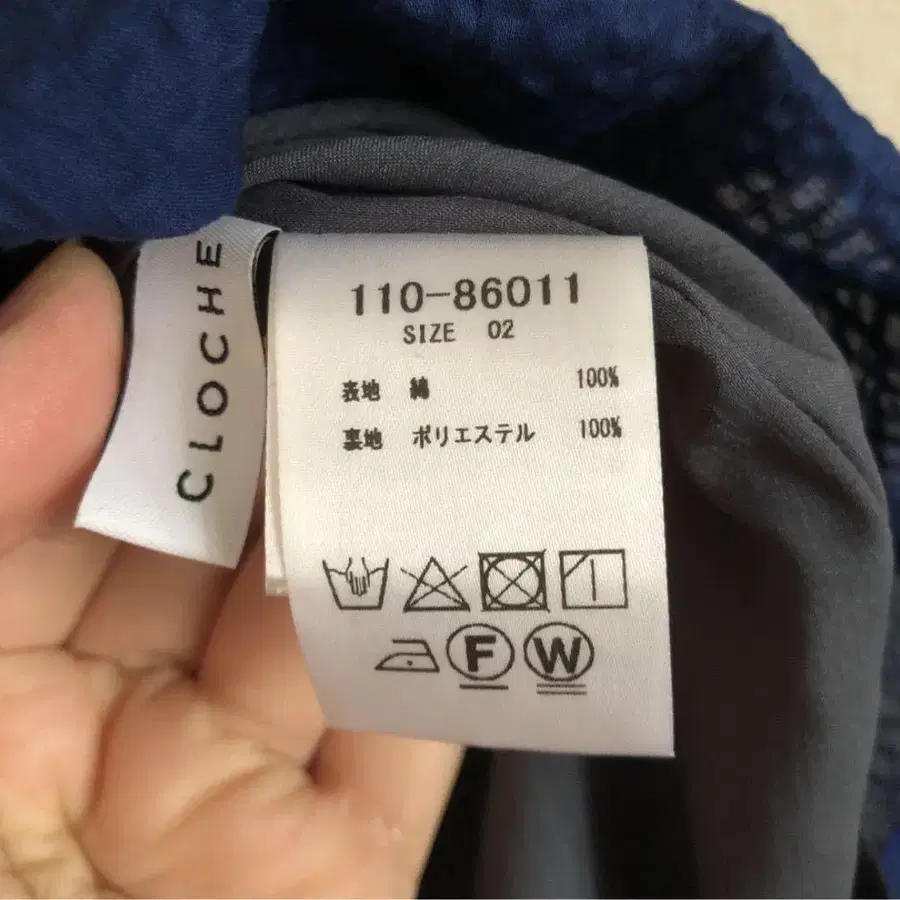 CLOCHE
110-86011
SIZE 02
表地 綿 100%
裏地 ポリエステル 100%
F
W